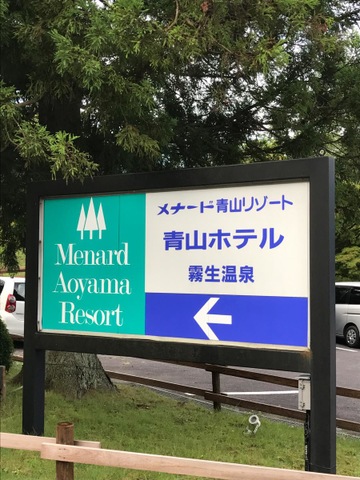 Menard
Aoyama
Resort
メナード青山リゾート
青山ホテル
霧生温泉